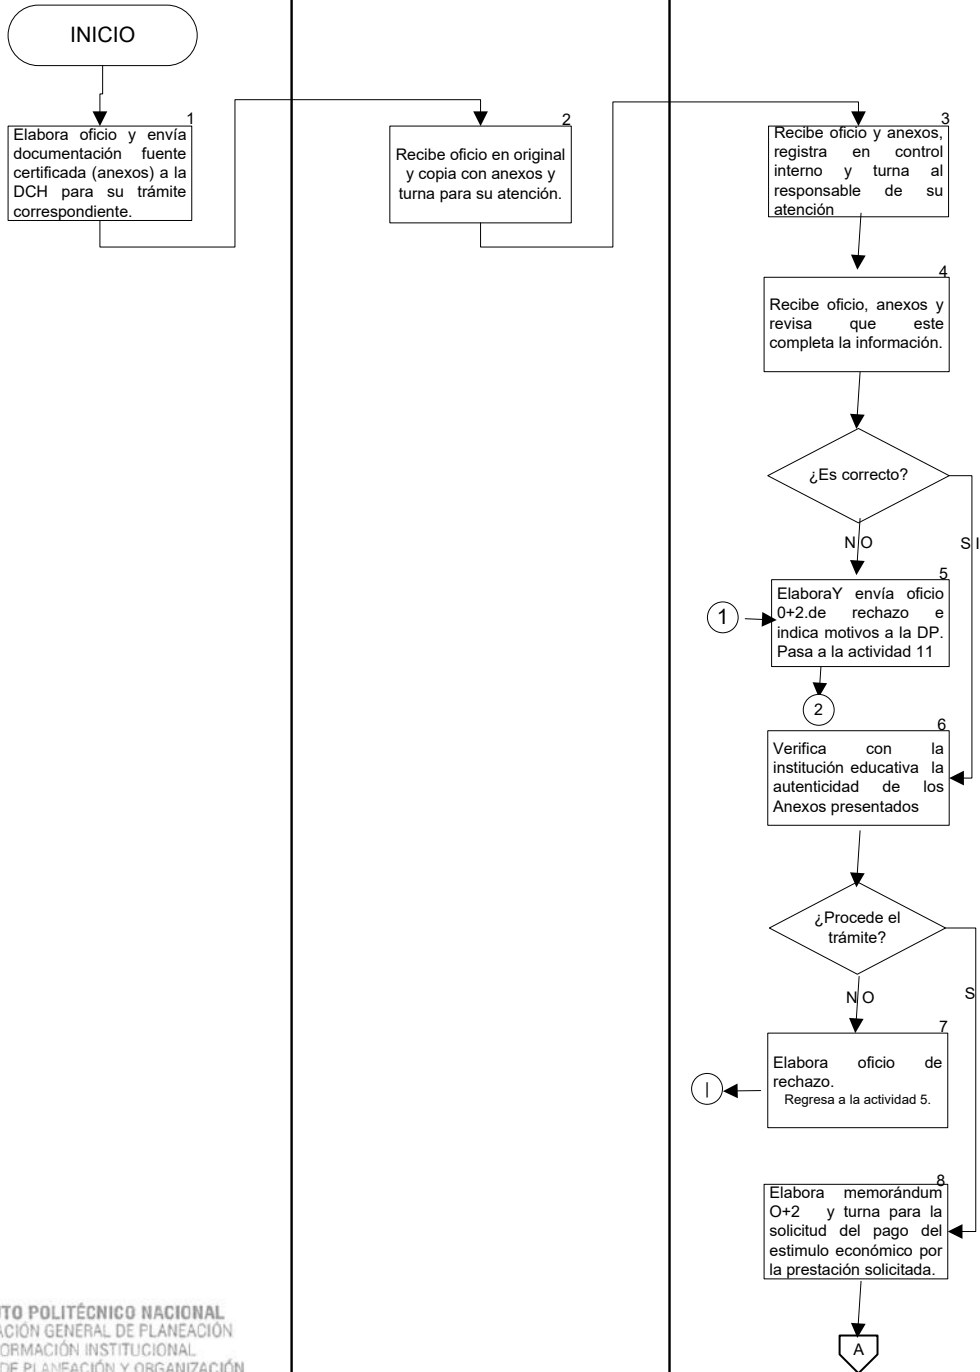 INICIO
1
Elabora oficio y envía
documentación fuente
certificada (anexos) a la
DCH para su trámite
correspondiente.
2
Recibe oficio en original
y copia con anexos y
turna para su atención.
3
Recibe oficio y anexos,
registra en control
interno y turna al
responsable de su
atención
4
Recibe oficio, anexos y
revisa que este
completa la información.
¿Es correcto?
NO
SI
5
ElaboraY envía oficio
0+2.de rechazo e
indica motivos a la DP.
Pasa a la actividad 11
1
2
6
Verifica con la
institución educativa la
autenticidad de los
Anexos presentados
¿Procede el
trámite?
NO
S
7
Elabora oficio de
rechazo.
Regresa a la actividad 5.
|
8
Elabora memorándum
O+2 y turna para la
solicitud del pago del
estimulo económico por
la prestación solicitada.
A
TO POLITÉCNICO NACIONAL
ACIÓN GENERAL DE PLANEACIÓN
ORMACIÓN INSTITUCIONAL
DE PLANEACIÓN Y ORGANIZACIÓN